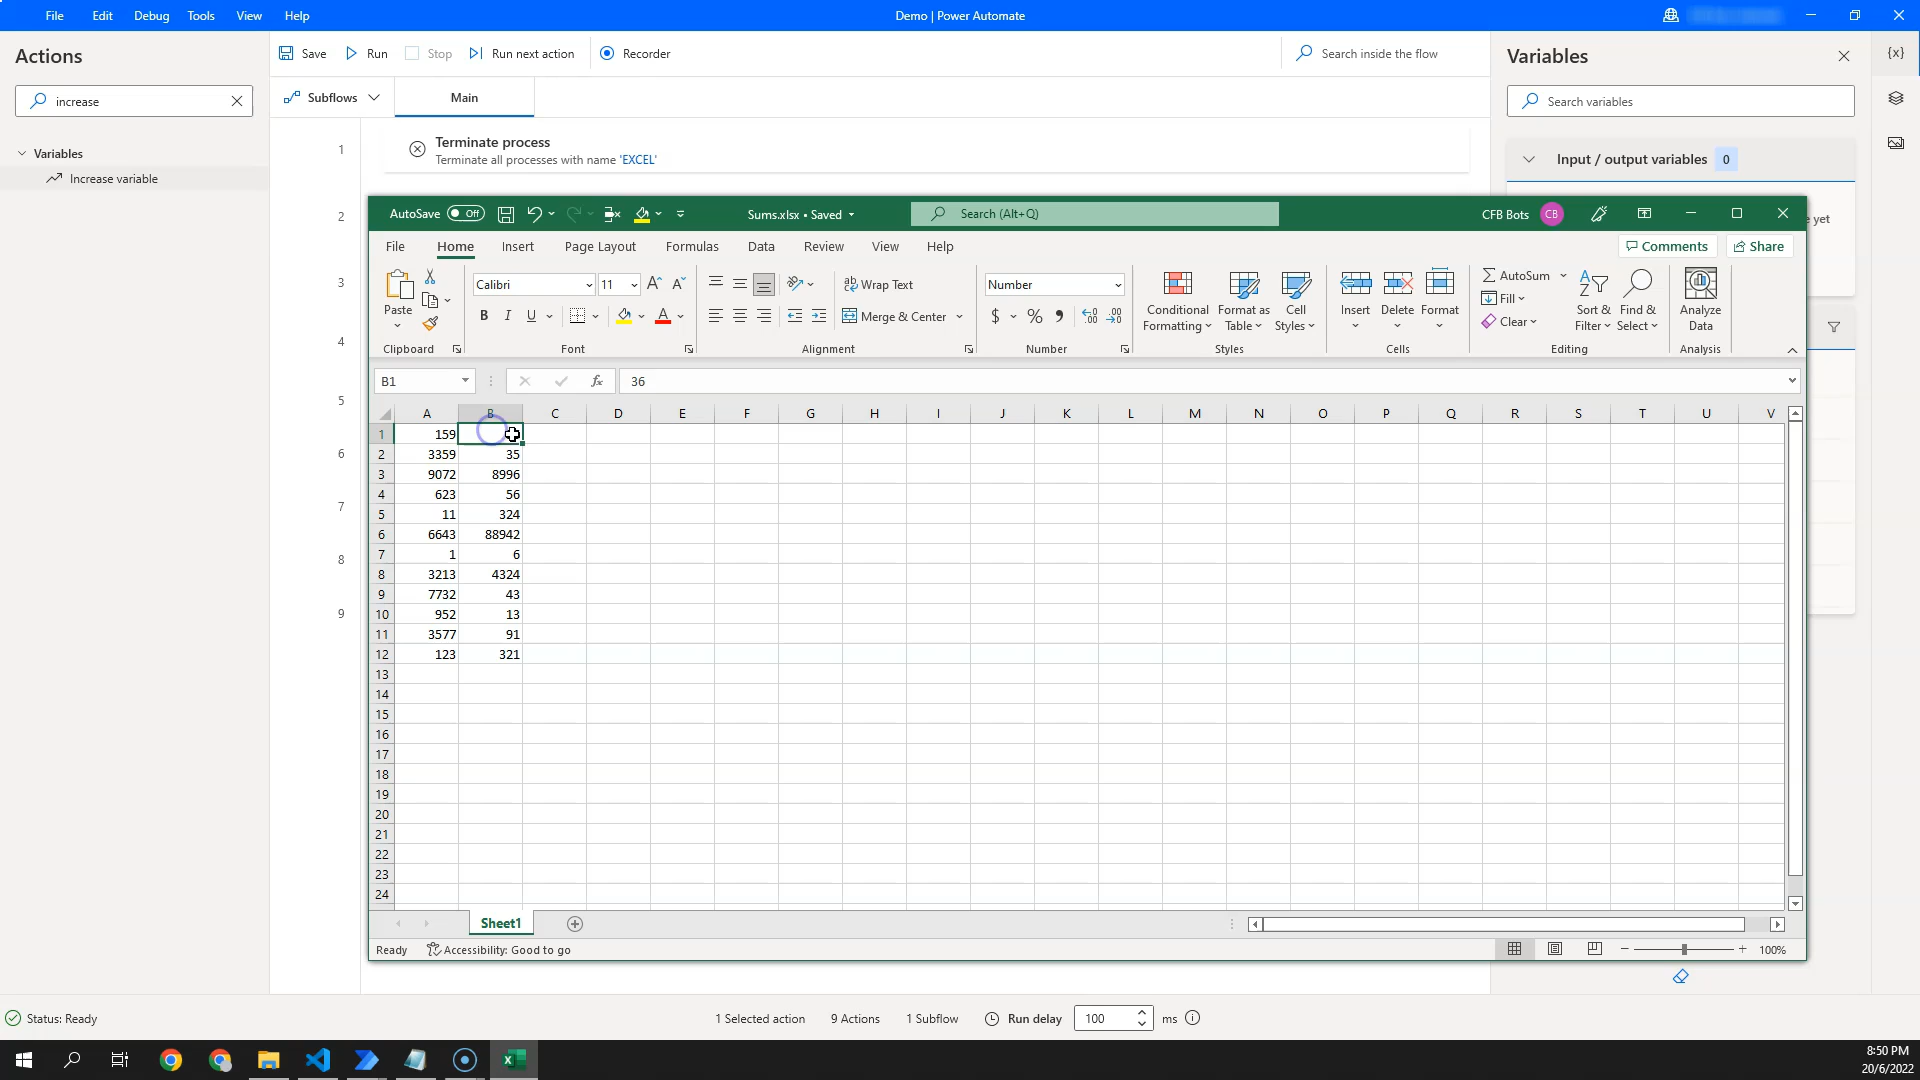 File Edit Debug Tools View Help Demo | Power Automate
Actions Save Run Stop Run next action Recorder Search inside the flow Variables {x}
increase Subflows Main Search variables
1 Terminate process
Terminate all processes with name 'EXCEL'
Variables
Increase variable
Input / output variables 0
2 AutoSave Off Sums.xlsx • Saved Search (Alt+Q) CFB Bots CB
e yet
File Home Insert Page Layout Formulas Data Review View Help Comments Share
3 Paste Calibri 11 Wrap Text Number Conditional Formatting Format as Table Cell Styles Insert Delete Format AutoSum Fill Clear Sort & Filter Find & Select Analyze Data
B I U A Merge & Center $ %
4 Clipboard Font Alignment Number Styles Cells Editing Analysis
B1 fx 36
5 A B C D E F G H I J K L M N O P Q R S T U V
1 159
6 2 3359 35
3 9072 8996
4 623 56
7 5 11 324
6 6643 88942
8 7 1 6
8 3213 4324
9 7732 43
9 10 952 13
11 3577 91
12 123 321
13
14
15
16
17
18
19
20
21
22
23
24
Sheet1
Ready Accessibility: Good to go 100%
Status: Ready 1 Selected action 9 Actions 1 Subflow Run delay 100 ms
8:50 PM
20/6/2022